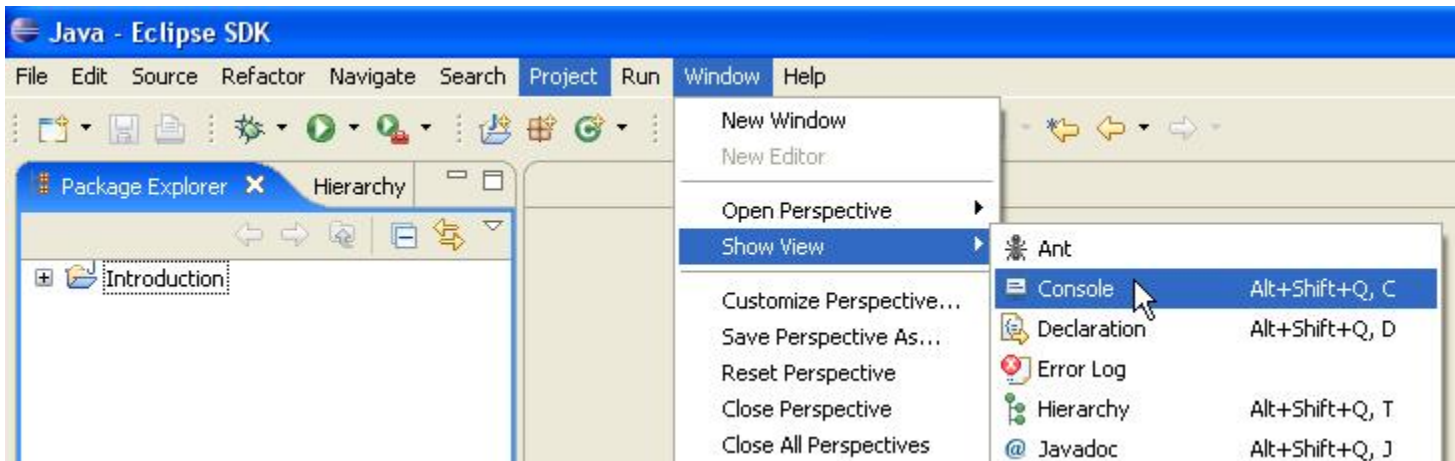 Java - Eclipse SDK
File Edit Source Refactor Navigate Search Project Run Window Help
Package Explorer Hierarchy
Introduction
New Window
New Editor
Open Perspective
Show View
Customize Perspective...
Save Perspective As...
Reset Perspective
Close Perspective
Close All Perspectives
Ant
Console Alt+Shift+Q, C
Declaration Alt+Shift+Q, D
Error Log
Hierarchy Alt+Shift+Q, T
@ Javadoc Alt+Shift+Q, J